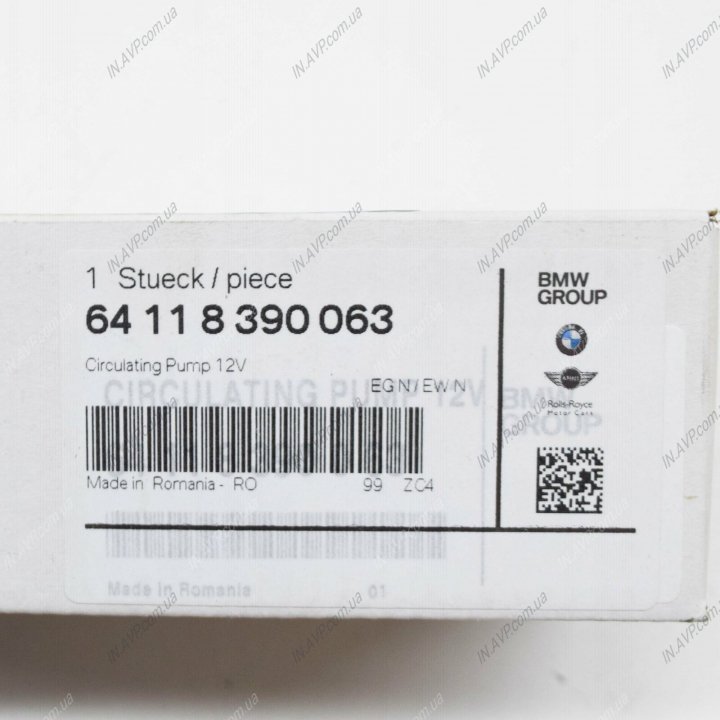 1 Stueck / piece
64 11 8 390 063
Circulating Pump 12V
EG N / EW N
Made in Romania - RO 99 ZC4
BMW
GROUP
Rolls-Royce
Motor Cars
CIRCULATING PUMP 12V
BMW
GROUP
Made in Romania 01
IN.AVP.com.ua